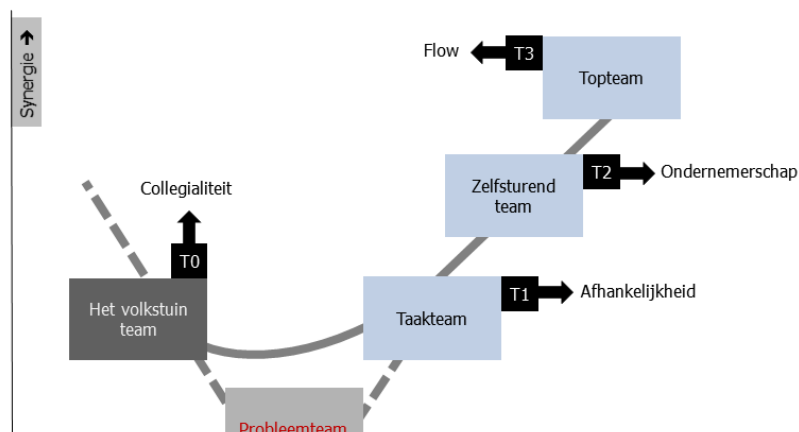 Synergie →
Flow
T3
Topteam
Zelfsturend
team
T2
Ondernemerschap
Collegialiteit
T0
Het volkstuin
team
Taakteam
T1
Afhankelijkheid
Probleemteam